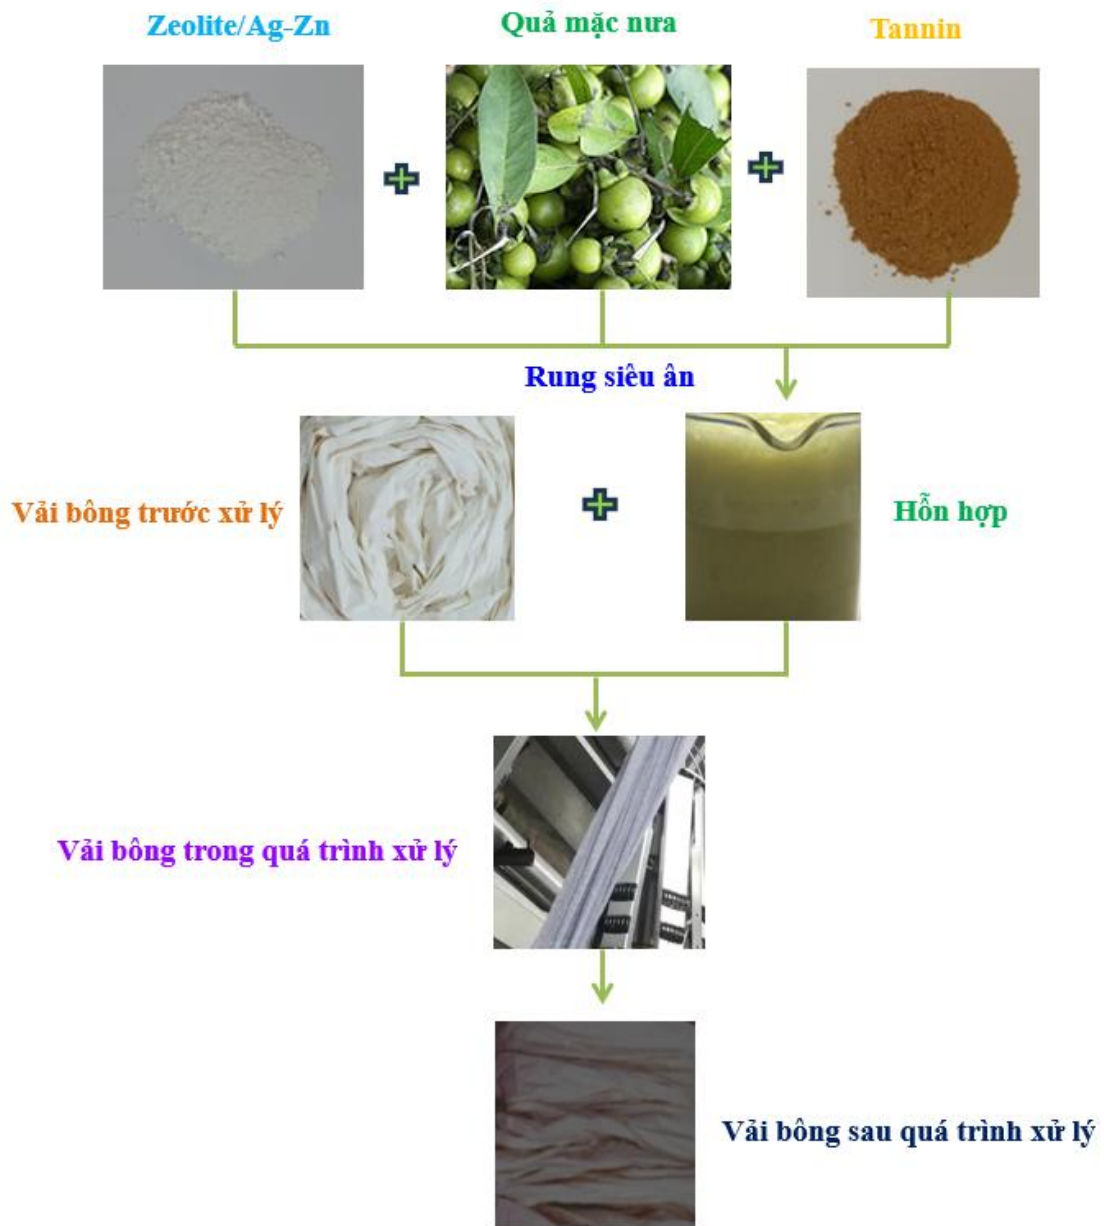 Zeolite/Ag-Zn
Quả mặc nưa
Tannin
Rung siêu ân
Vải bông trước xử lý
Hỗn hợp
Vải bông trong quá trình xử lý
Vải bông sau quá trình xử lý